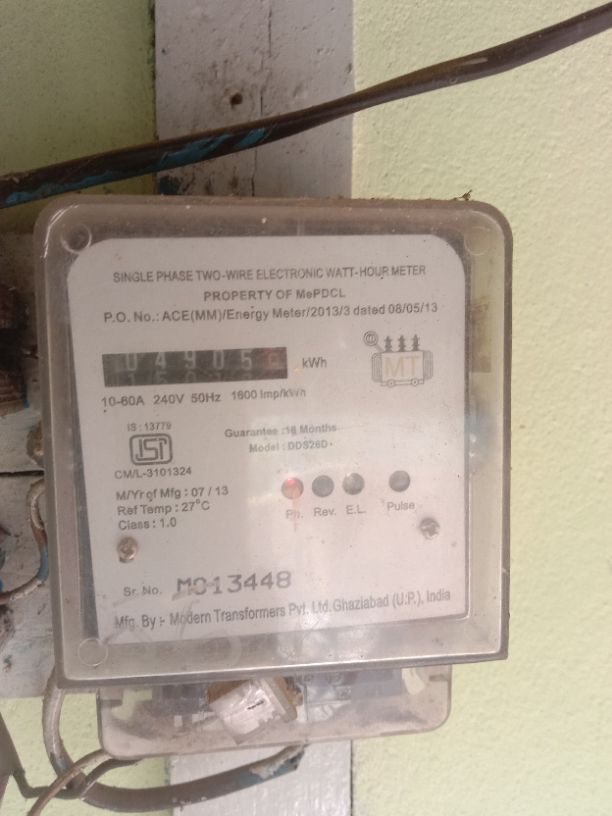 SINGLE PHASE TWO-WIRE ELECTRONIC WATT-HOUR METER
PROPERTY OF MePDCL
P.O. No.: ACE(MM)/Energy Meter/2013/3 dated 08/05/13
04905 kWh
MT
10-60A 240V 50Hz 1600 Imp/kWh
IS : 13779
ISI
CM/L-3101324
Guarantee :18 Months
Model : DDS26D
M/Yr of Mfg : 07 / 13
Ref Temp : 27°C
Class : 1.0
Ph. Rev. E.L. Pulse
Sr. No. M013448
Mfg. By :- Modern Transformers Pvt. Ltd. Ghaziabad (U.P.), India